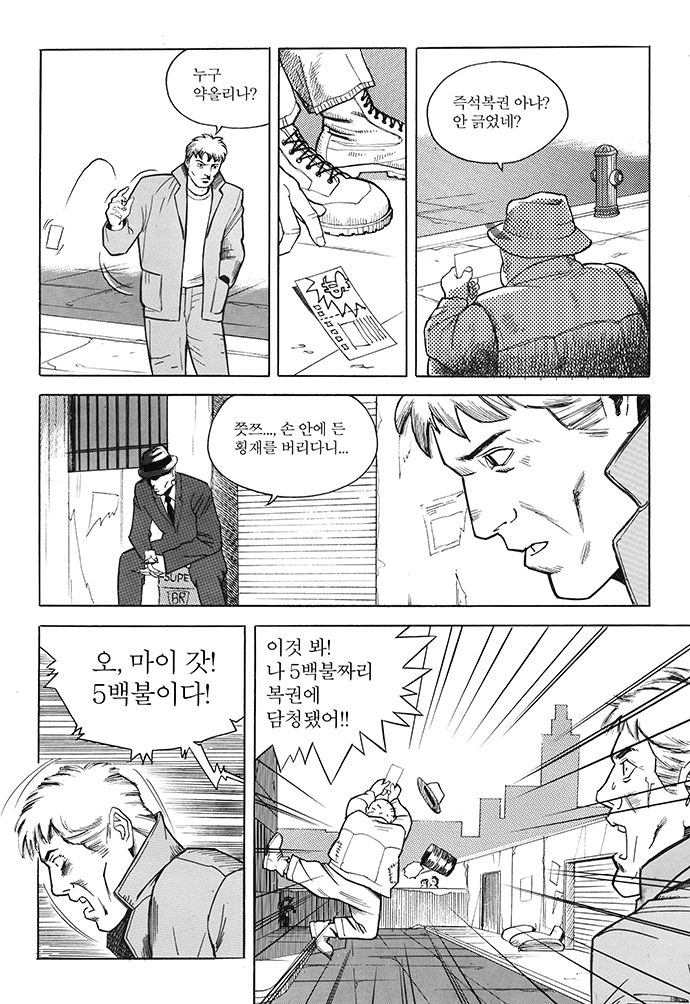 누구
약올리나?
즉석복권 아냐?
안 긁었네?
쯧쯔..., 손 안에 든
횡재를 버리다니...
SUPE
BR
오, 마이 갓!
5백불이다!
이것 봐!
나 5백불짜리
복권에
담청됐어!!